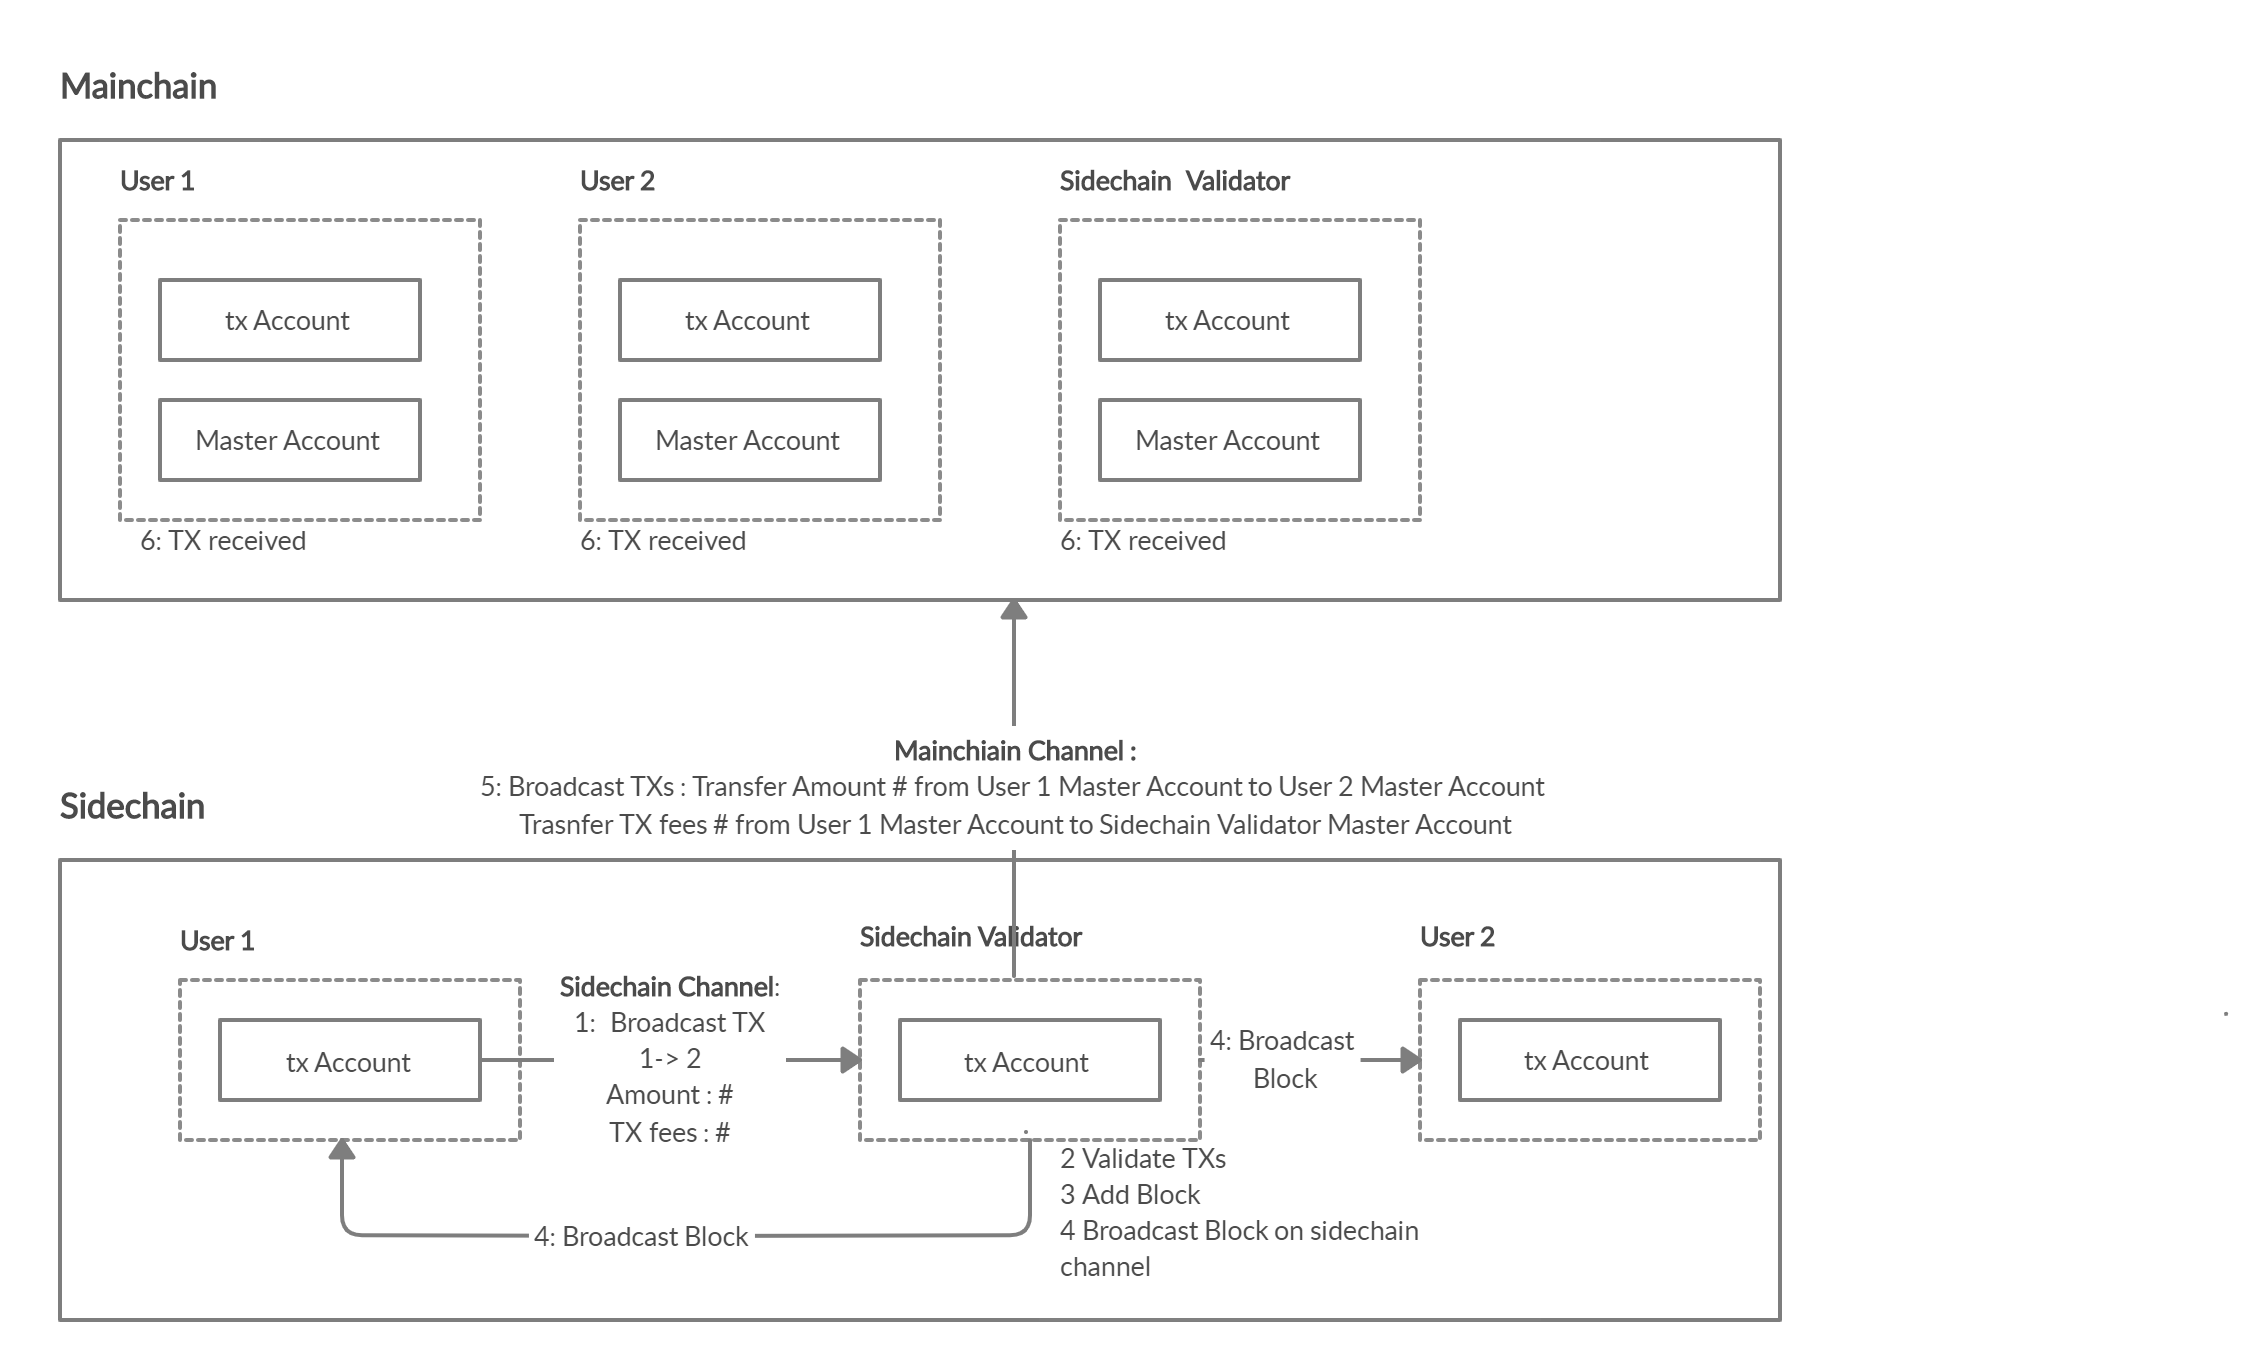 Mainchain
User 1
User 2
Sidechain Validator
tx Account
tx Account
tx Account
Master Account
Master Account
Master Account
6: TX received
6: TX received
6: TX received
Mainchiain Channel :
5: Broadcast TXs : Transfer Amount # from User 1 Master Account to User 2 Master Account
Trasnfer TX fees # from User 1 Master Account to Sidechain Validator Master Account
Sidechain
User 1
Sidechain Validator
User 2
Sidechain Channel:
1: Broadcast TX
1-> 2
Amount : #
TX fees : #
tx Account
tx Account
4: Broadcast
Block
tx Account
2 Validate TXs
3 Add Block
4 Broadcast Block on sidechain
channel
4: Broadcast Block